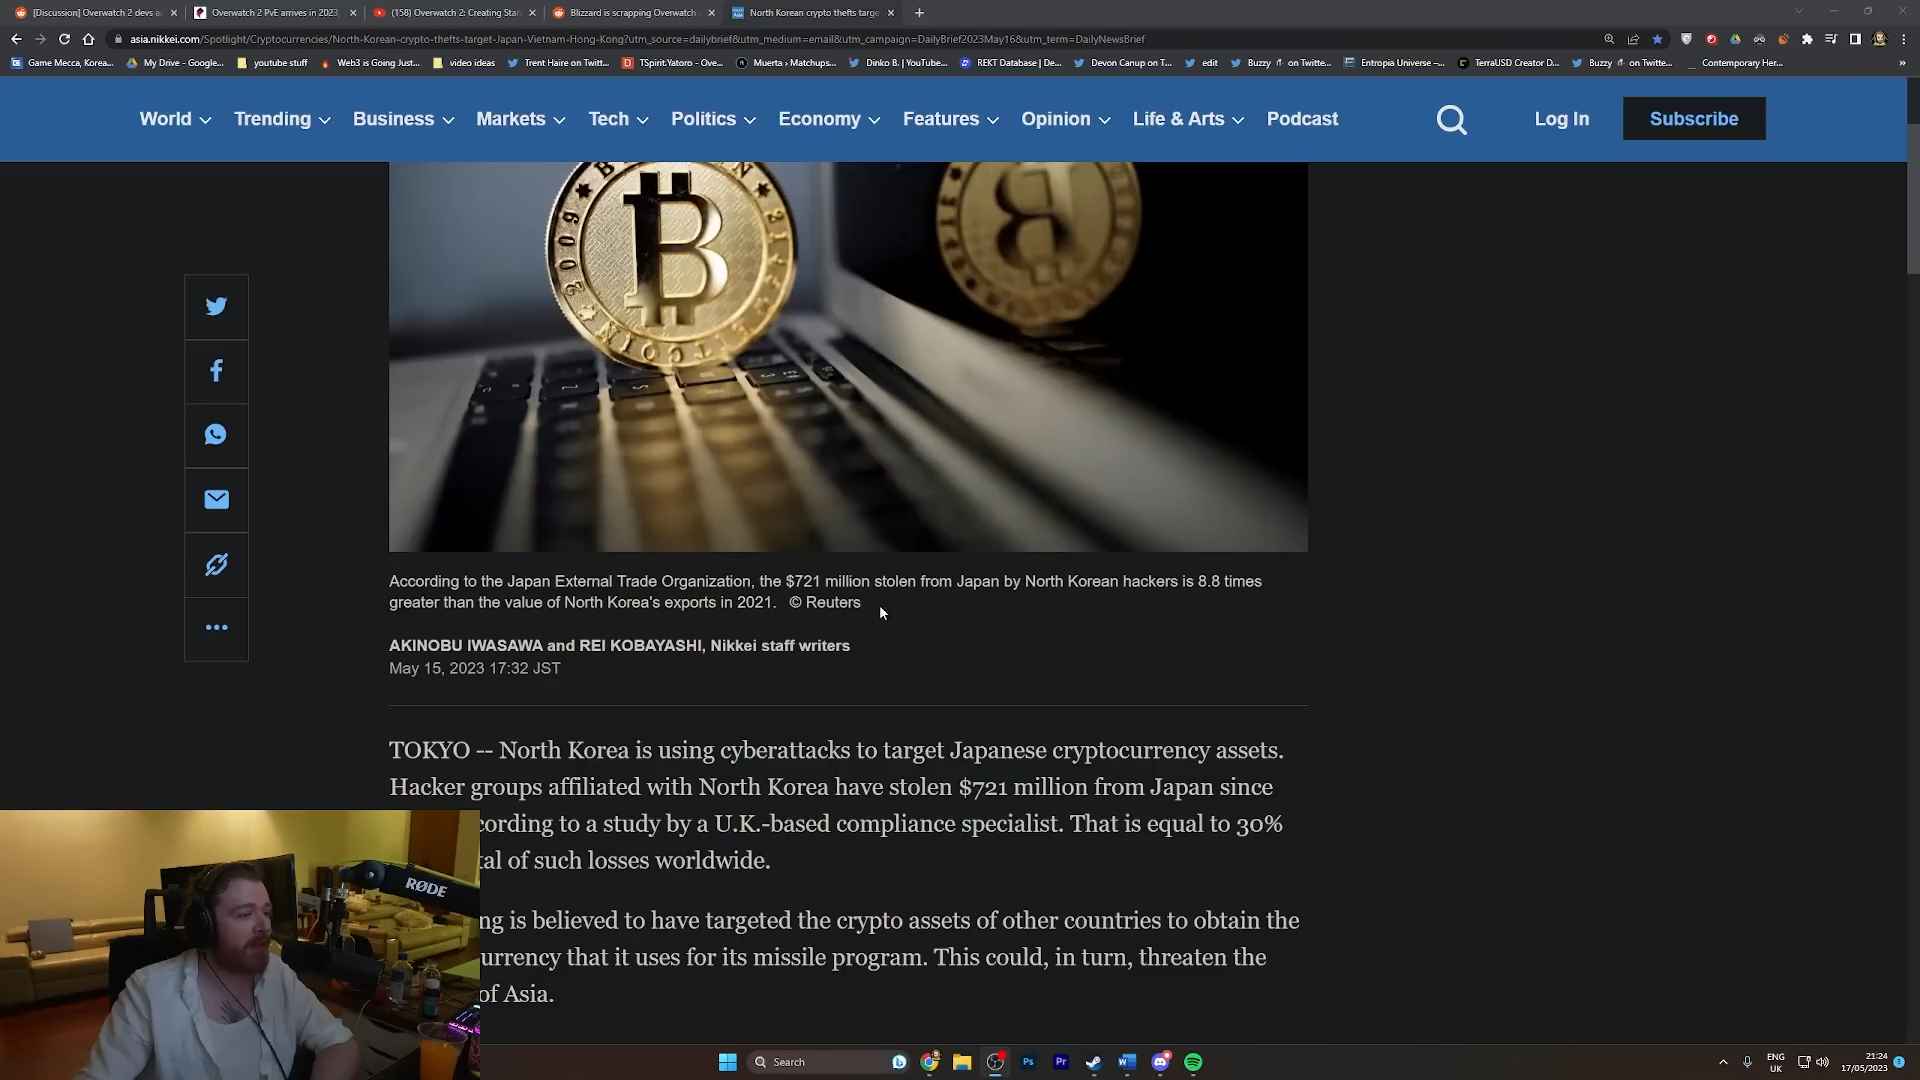 [Discussion] Overwatch 2 devs a
Overwatch 2 PvE arrives in 2023
(158) Overwatch 2: Creating Star
Blizzard is scrapping Overwatch
North Korean crypto thefts targe
asia.nikkei.com/Spotlight/Cryptocurrencies/North-Korean-crypto-thefts-target-Japan-Vietnam-Hong-Kong?utm_source=dailybrief&utm_medium=email&utm_campaign=DailyBrief2023May16&utm_term=DailyNewsBrief
Game Mecca, Korea...
My Drive - Google...
youtube stuff
Web3 is Going Just...
video ideas
Trent Haire on Twitt...
TSpirit.Yatoro - Ove...
Muerta › Matchups...
Dinko B. | YouTube...
REKT Database | De...
Devon Canup on T...
edit
Buzzy on Twitte...
Entropia Universe –...
TerraUSD Creator D...
Buzzy on Twitte...
Contemporary Her...
World Trending Business Markets Tech Politics Economy Features Opinion Life & Arts Podcast Log In Subscribe
2009
BITCOIN
According to the Japan External Trade Organization, the $721 million stolen from Japan by North Korean hackers is 8.8 times
greater than the value of North Korea's exports in 2021. © Reuters
AKINOBU IWASAWA and REI KOBAYASHI, Nikkei staff writers
May 15, 2023 17:32 JST
TOKYO -- North Korea is using cyberattacks to target Japanese cryptocurrency assets.
Hacker groups affiliated with North Korea have stolen $721 million from Japan since
cording to a study by a U.K.-based compliance specialist. That is equal to 30%
tal of such losses worldwide.
ng is believed to have targeted the crypto assets of other countries to obtain the
urrency that it uses for its missile program. This could, in turn, threaten the
of Asia.
RØDE
Search
Ps
Pr
ENG
UK
21:24
17/05/2023